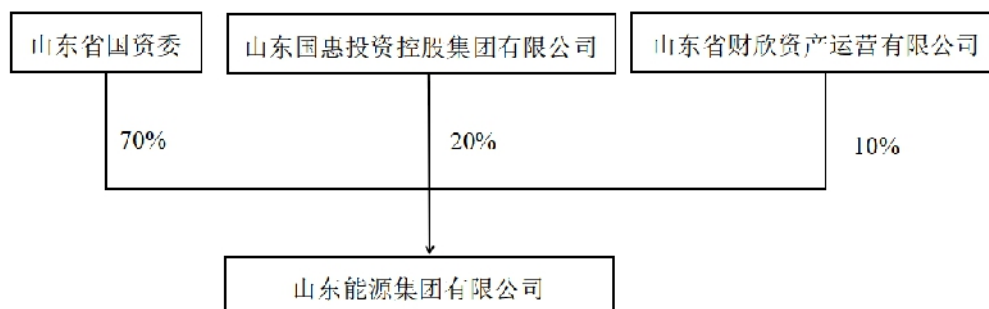 山东省国资委
山东国惠投资控股集团有限公司
山东省财欣资产运营有限公司
70%
20%
10%
山东能源集团有限公司